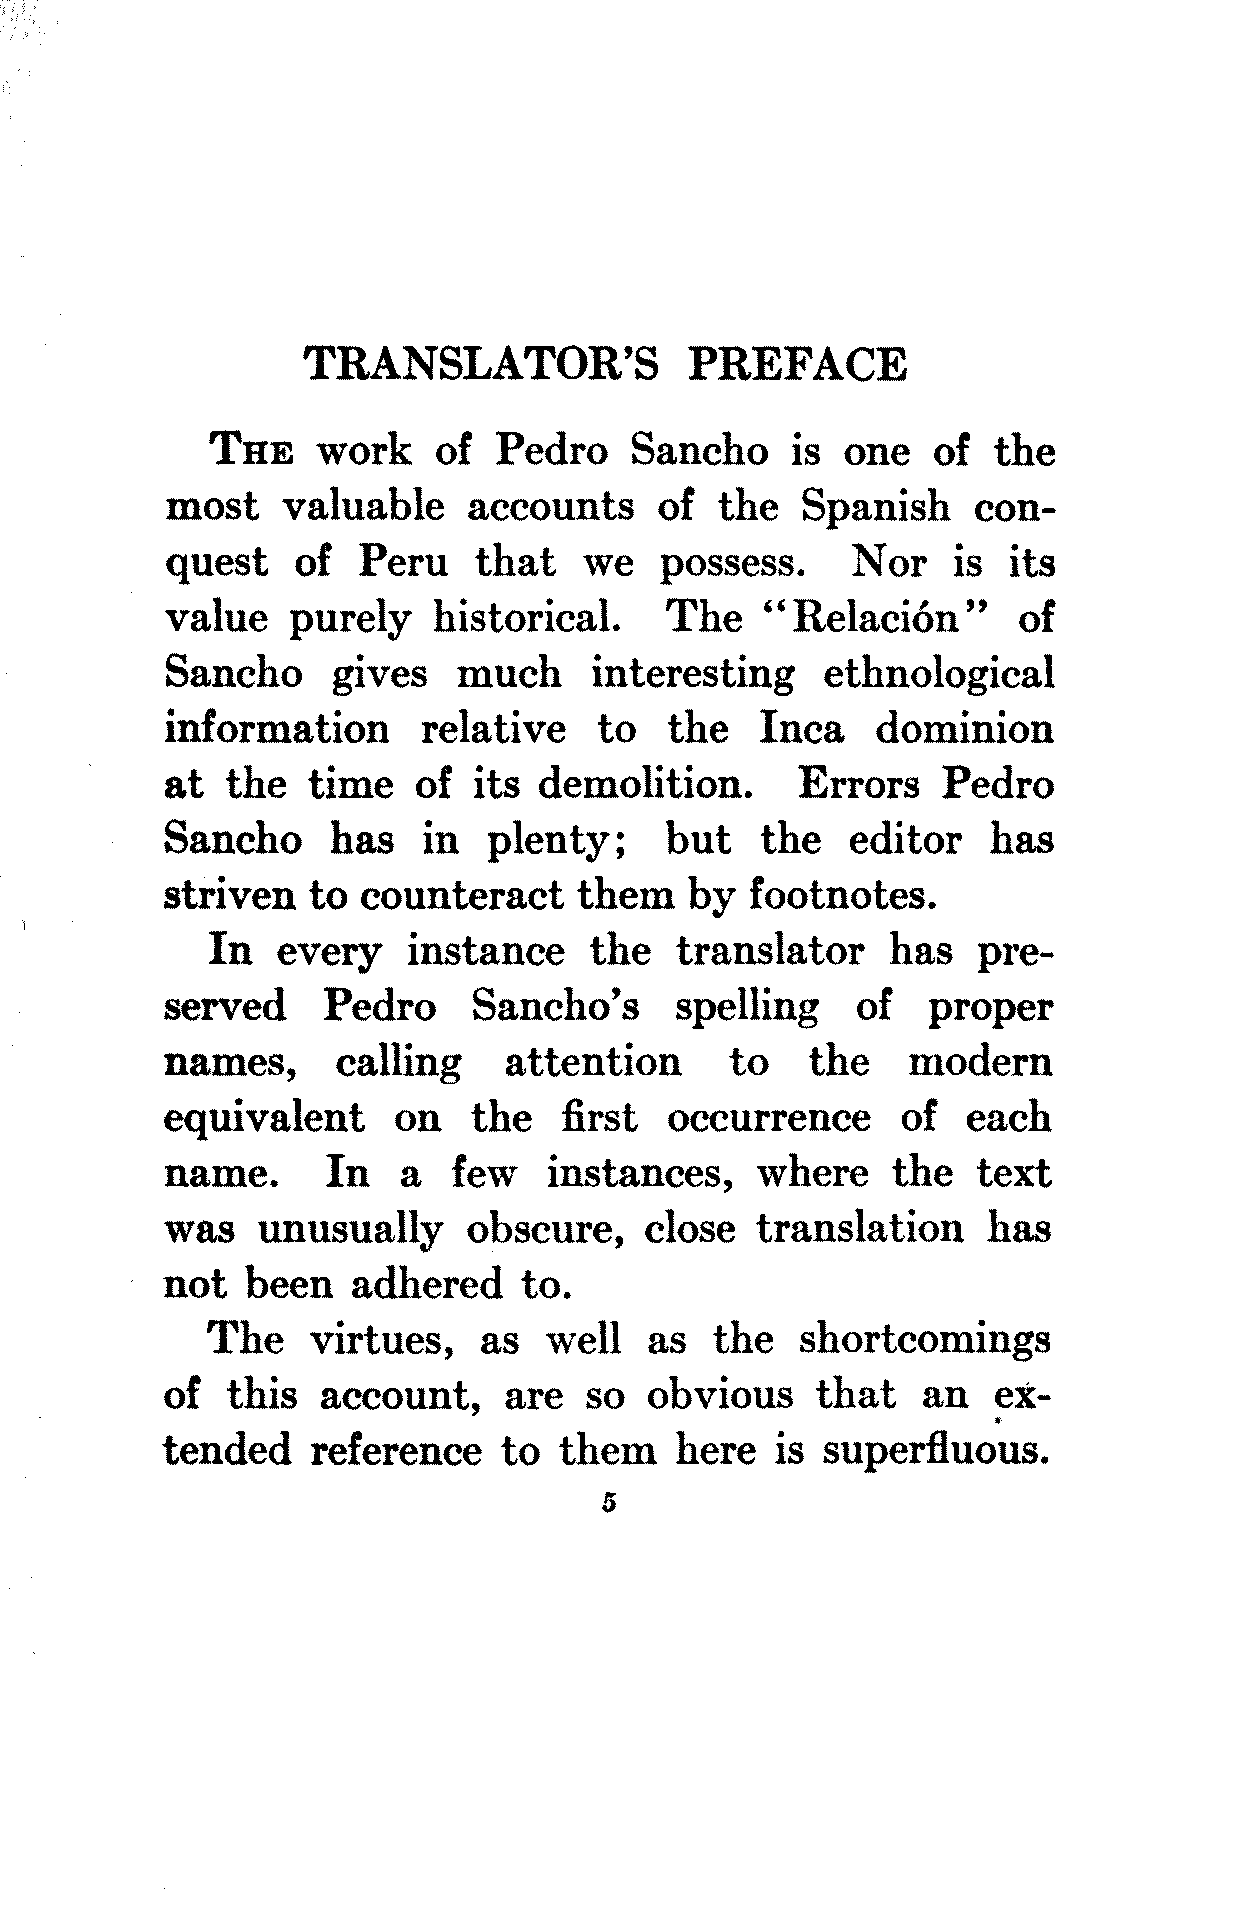 TRANSLATOR'S PREFACE
THE work of Pedro Sancho is one of the
most valuable accounts of the Spanish con-
quest of Peru that we possess. Nor is its
value purely historical. The “Relación” of
Sancho gives much interesting ethnological
information relative to the Inca dominion
at the time of its demolition. Errors Pedro
Sancho has in plenty; but the editor has
striven to counteract them by footnotes.
In every instance the translator has pre-
served Pedro Sancho's spelling of proper
names, calling attention to the modern
equivalent on the first occurrence of each
name. In a few instances, where the text
was unusually obscure, close translation has
not been adhered to.
The virtues, as well as the shortcomings
of this account, are so obvious that an ex-
tended reference to them here is superfluous.
5